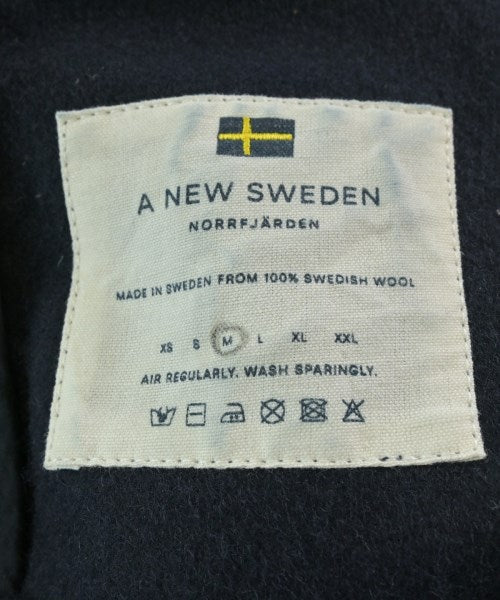 A NEW SWEDEN
NORRFJÄRDEN
MADE IN SWEDEN FROM 100% SWEDISH WOOL
XS S M L XL XXL
AIR REGULARLY. WASH SPARINGLY.